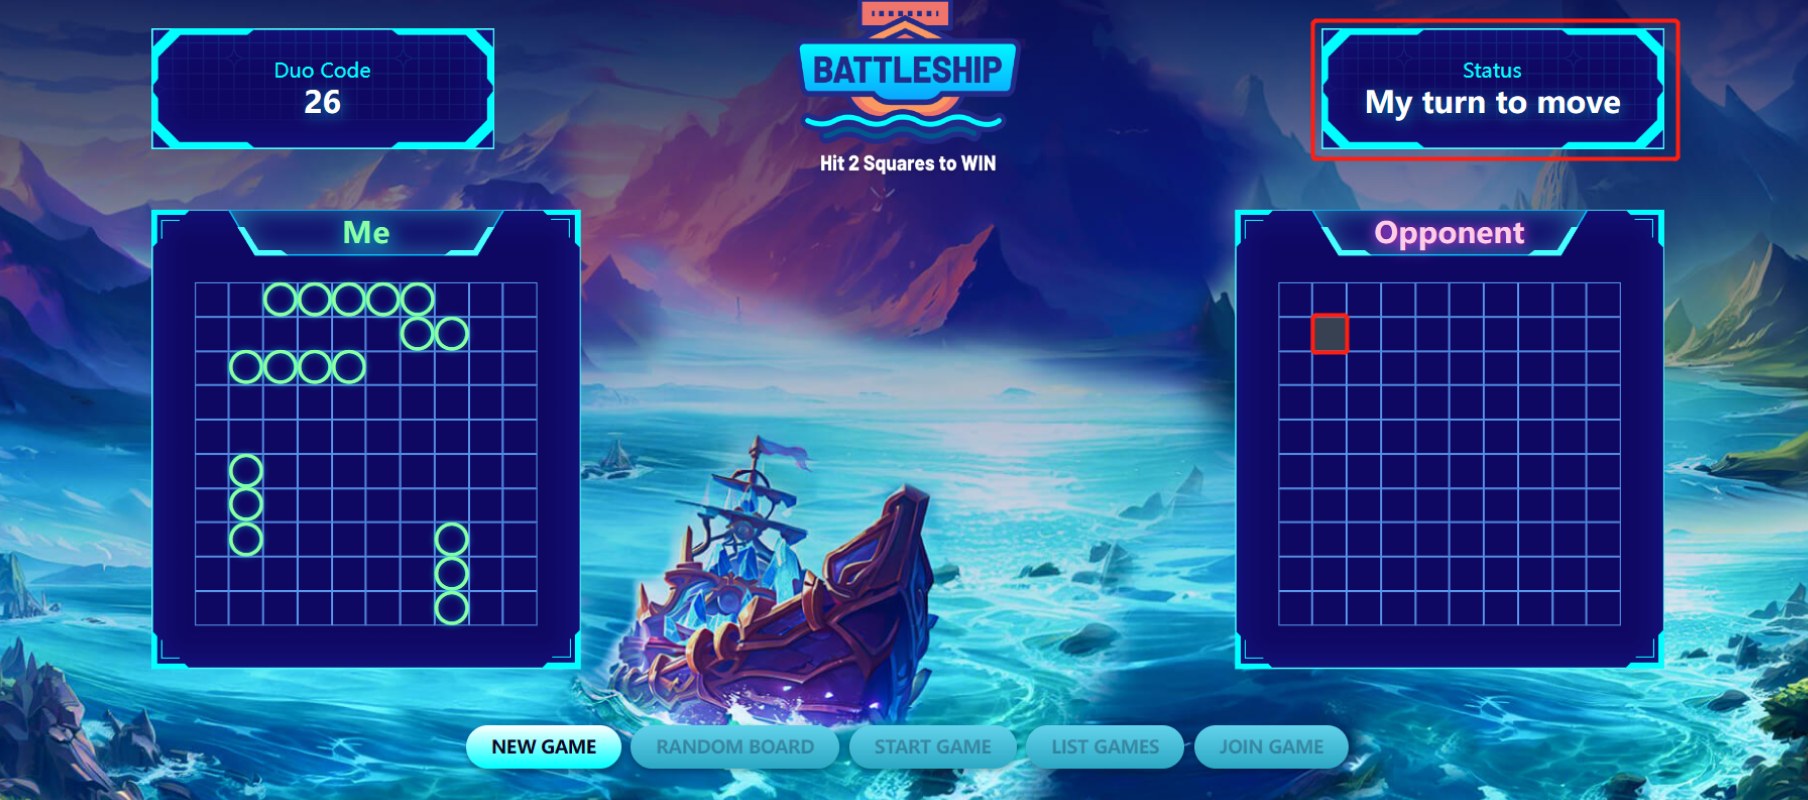 Duo Code
26
BATTLESHIP
Hit 2 Squares to WIN
Status
My turn to move
Me
Opponent
NEW GAME
RANDOM BOARD
START GAME
LIST GAMES
JOIN GAME